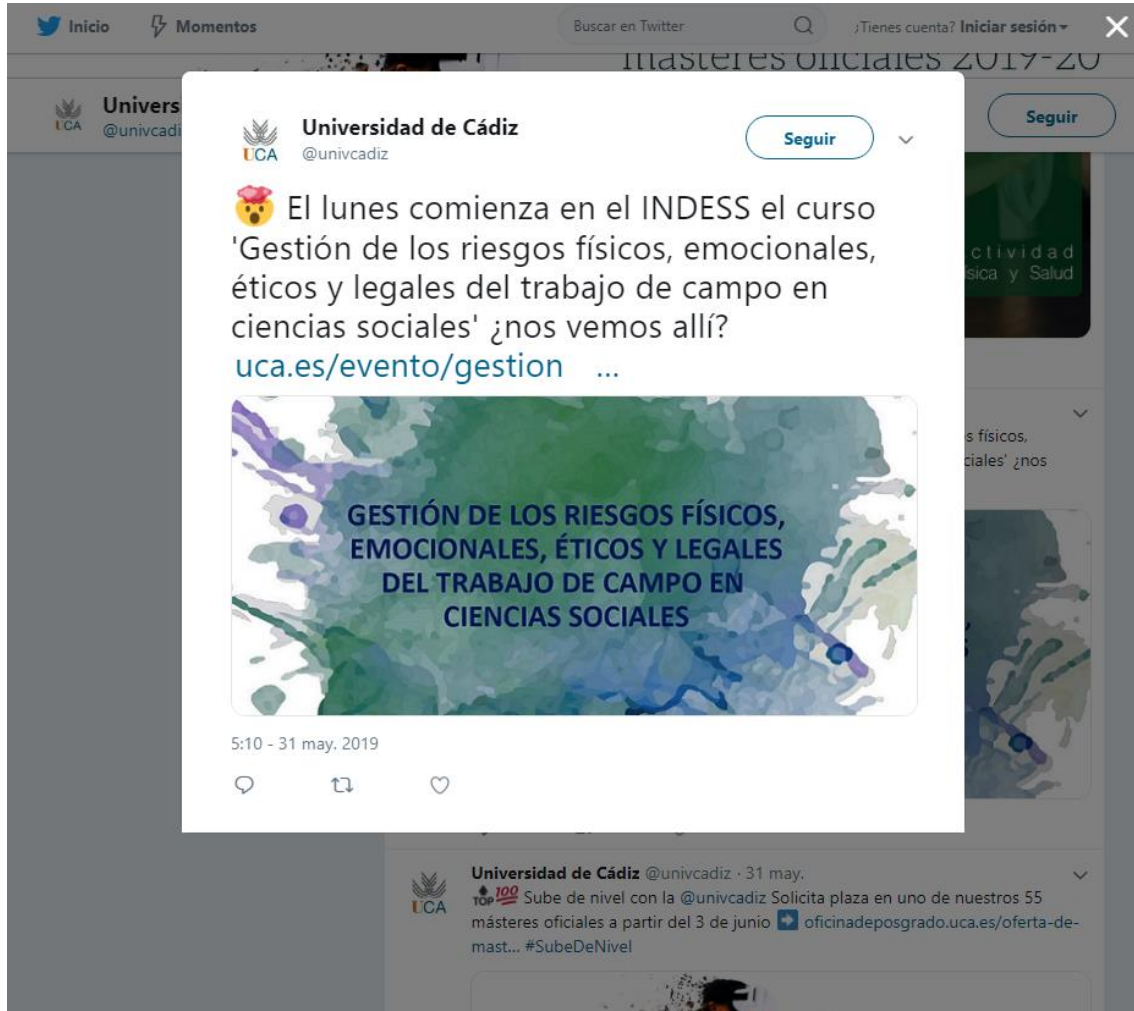 Inicio Momentos Buscar en Twitter ¿Tienes cuenta? Iniciar sesión
másteres oficiales 2019-20
Univers
@univcadi
Seguir
UCA
Universidad de Cádiz
@univcadiz
Seguir
UCA
El lunes comienza en el INDESS el curso
'Gestión de los riesgos físicos, emocionales,
éticos y legales del trabajo de campo en
ciencias sociales' ¿nos vemos allí?
uca.es/evento/gestion ...
GESTIÓN DE LOS RIESGOS FÍSICOS,
EMOCIONALES, ÉTICOS Y LEGALES
DEL TRABAJO DE CAMPO EN
CIENCIAS SOCIALES
5:10 - 31 may. 2019
ctividad
sica y Salud
s físicos,
ciales' ¿nos
Universidad de Cádiz @univcadiz · 31 may.
UCA
TOP 100 Sube de nivel con la @univcadiz Solicita plaza en uno de nuestros 55
másteres oficiales a partir del 3 de junio oficinadeposgrado.uca.es/oferta-de-
mast... #SubeDeNivel